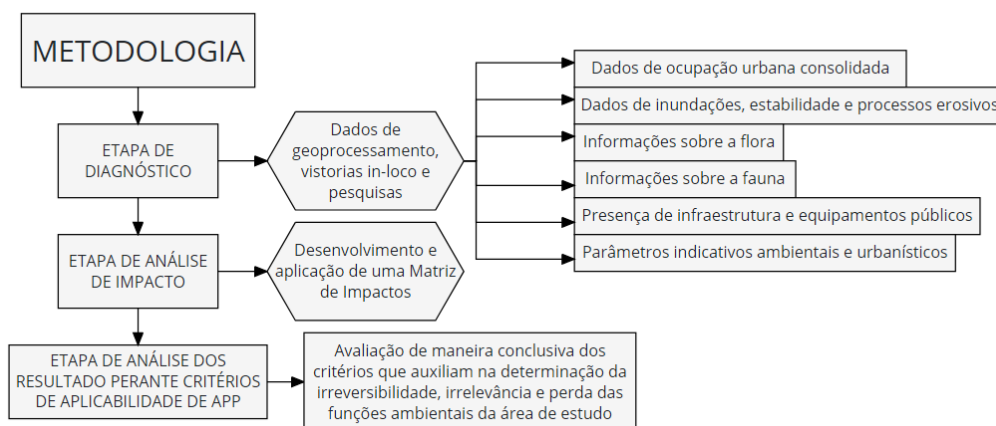 METODOLOGIA
ETAPA DE
DIAGNÓSTICO
Dados de
geoprocessamento,
vistorias in-loco e
pesquisas
Dados de ocupação urbana consolidada
Dados de inundações, estabilidade e processos erosivos
Informações sobre a flora
Informações sobre a fauna
Presença de infraestrutura e equipamentos públicos
Parâmetros indicativos ambientais e urbanísticos
ETAPA DE ANÁLISE
DE IMPACTO
Desenvolvimento e
aplicação de uma Matriz
de Impactos
ETAPA DE ANÁLISE DOS
RESULTADO PERANTE CRITÉRIOS
DE APLICABILIDADE DE APP
Avaliação de maneira conclusiva dos
critérios que auxiliam na determinação da
irreversibilidade, irrelevância e perda das
funções ambientais da área de estudo